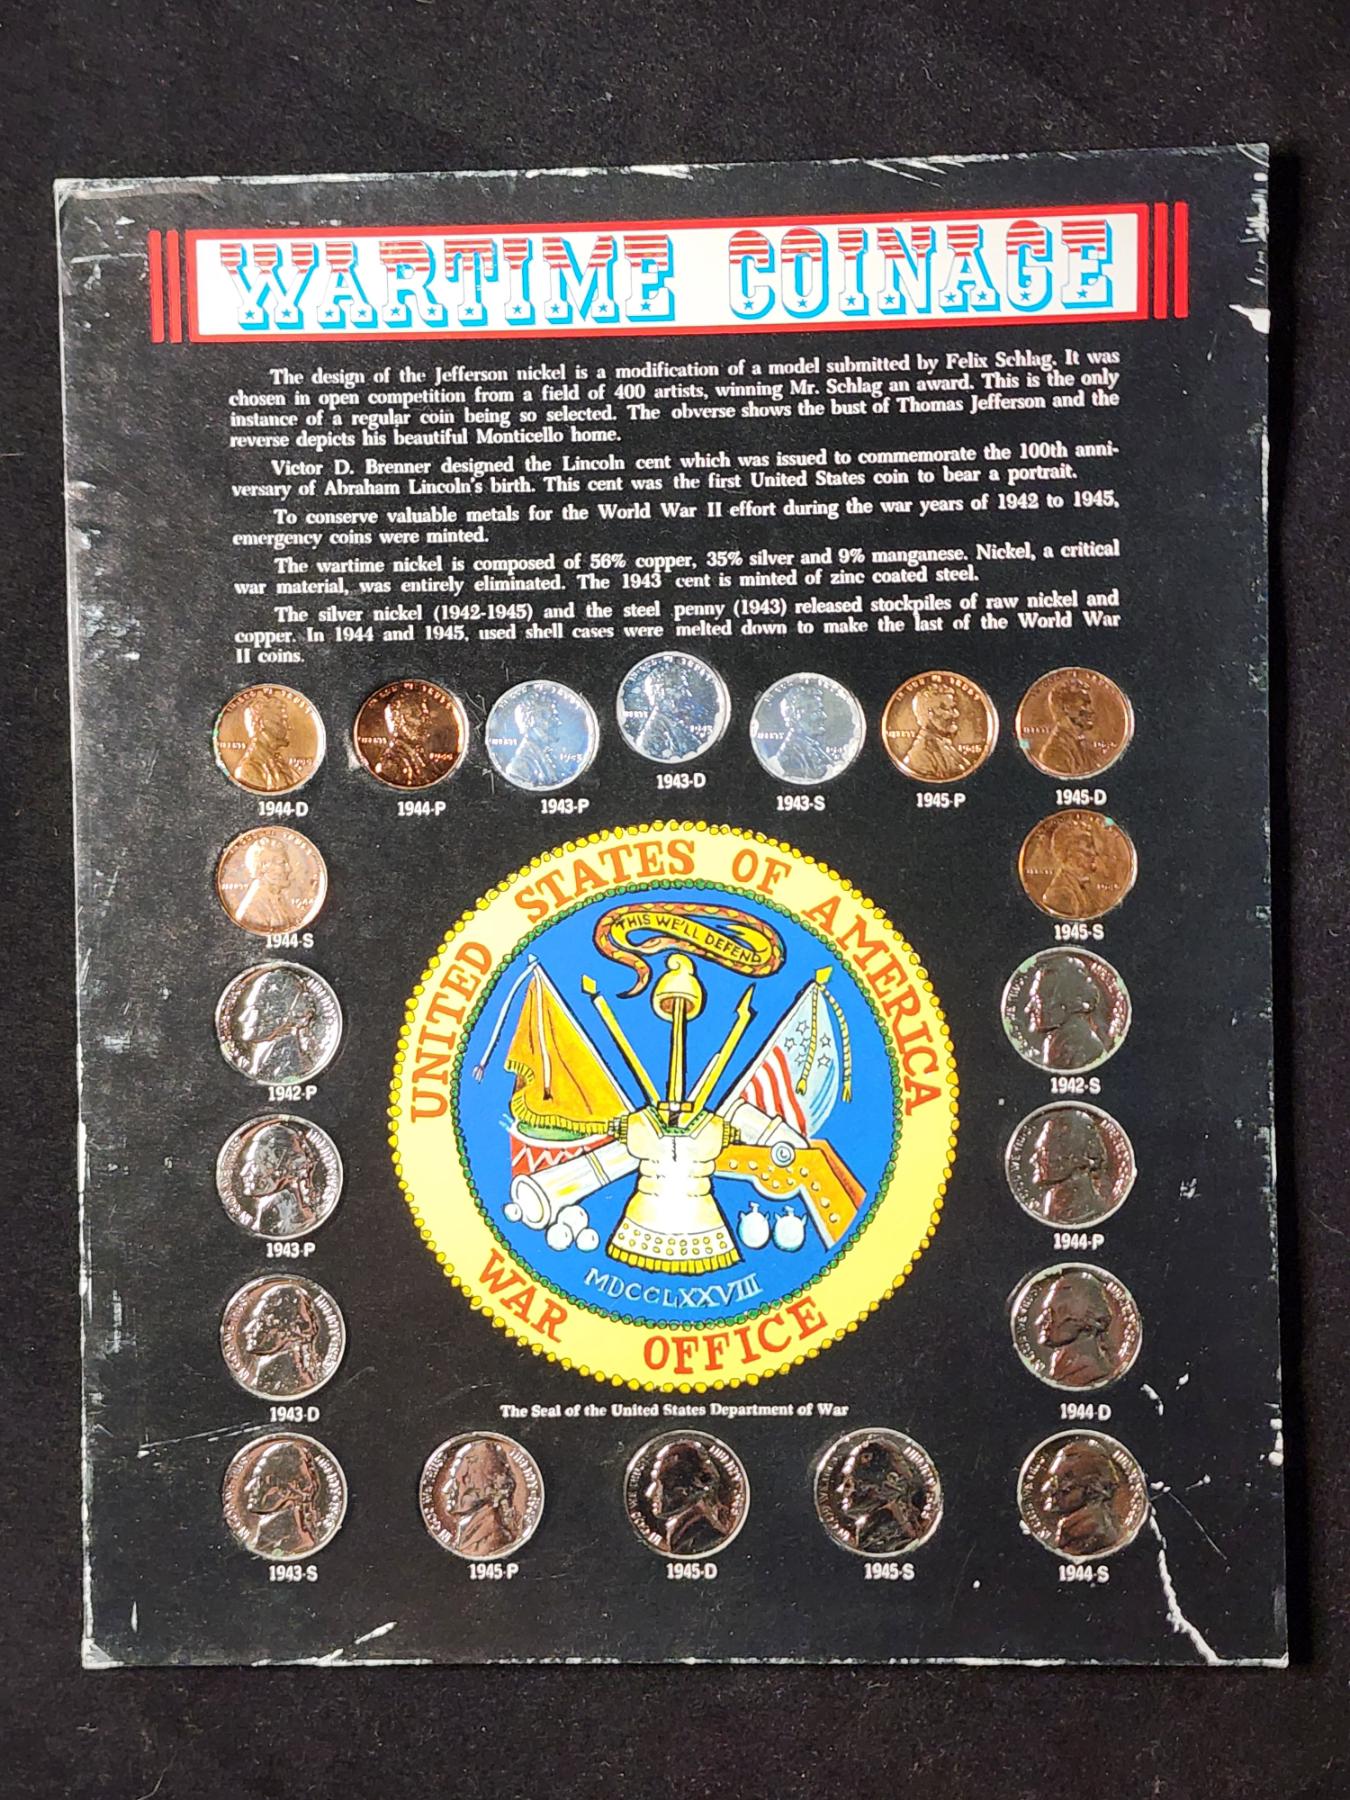 WARTIME COINAGE
The design of the Jefferson nickel is a modification of a model submitted by Felix Schlag. It was
chosen in open competition from a field of 400 artists, winning Mr. Schlag an award. This is the only
instance of a regular coin being so selected. The obverse shows the bust of Thomas Jefferson and the
reverse depicts his beautiful Monticello home.
Victor D. Brenner designed the Lincoln cent which was issued to commemorate the 100th anni-
versary of Abraham Lincoln's birth. This cent was the first United States coin to bear a portrait.
To conserve valuable metals for the World War II effort during the war years of 1942 to 1945,
emergency coins were minted.
The wartime nickel is composed of 56% copper, 35% silver and 9% manganese. Nickel, a critical
war material, was entirely eliminated. The 1943 cent is minted of zinc coated steel.
The silver nickel (1942-1945) and the steel penny (1943) released stockpiles of raw nickel and
copper. In 1944 and 1945, used shell cases were melted down to make the last of the World War
II coins.
1944-D 1944-P 1943-P 1943-D 1943-S 1945-P 1945-D
1944-S 1945-S
1942-P 1942-S
1943-P 1944-P
1943-D 1944-D
UNITED STATES OF AMERICA
THIS WE'LL DEFEND
MDCCLXXVIII
WAR OFFICE
The Seal of the United States Department of War
1943-S 1945-P 1945-D 1945-S 1944-S